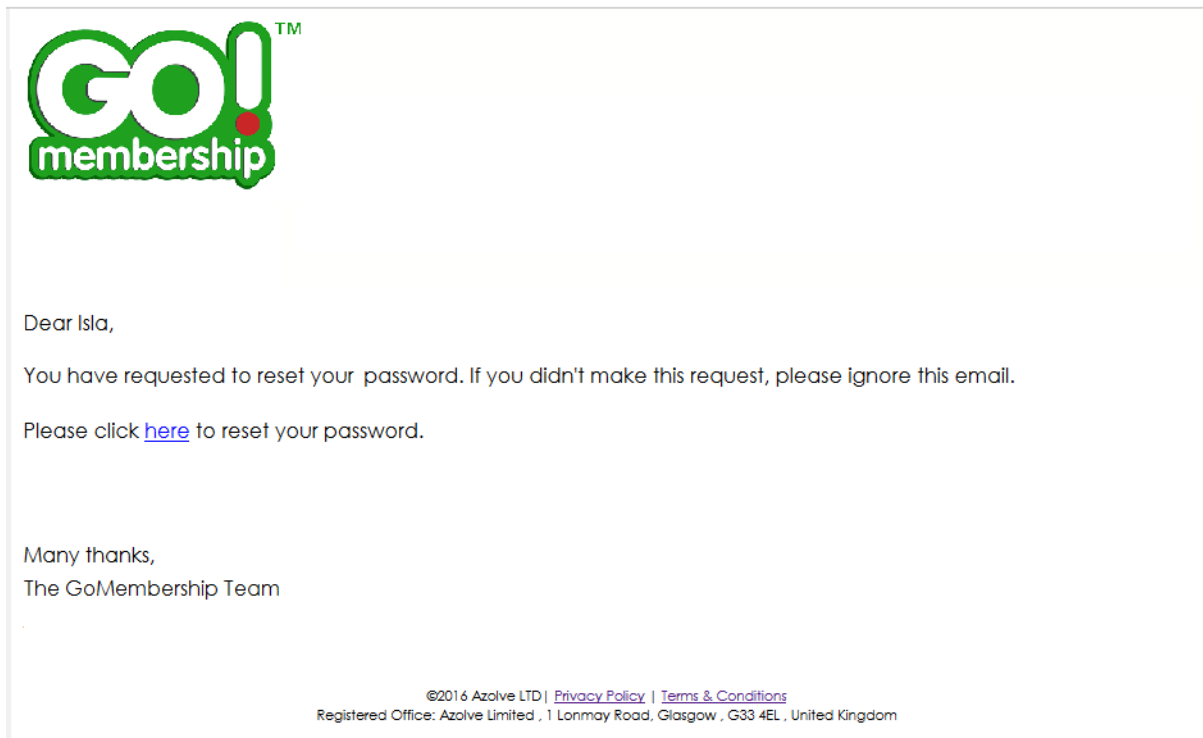 GO! TM
membership
Dear Isla,
You have requested to reset your password. If you didn't make this request, please ignore this email.
Please click here to reset your password.
Many thanks,
The GoMembership Team
©2016 Azolve LTD| Privacy Policy | Terms & Conditions
Registered Office: Azolve Limited , 1 Lonmay Road, Glasgow , G33 4EL , United Kingdom